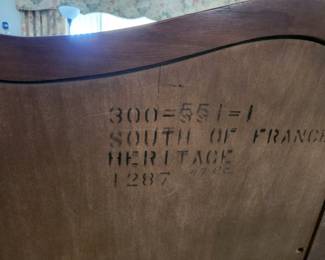 300=551=1
SOUTH OF FRANCE
HERITAGE
1287